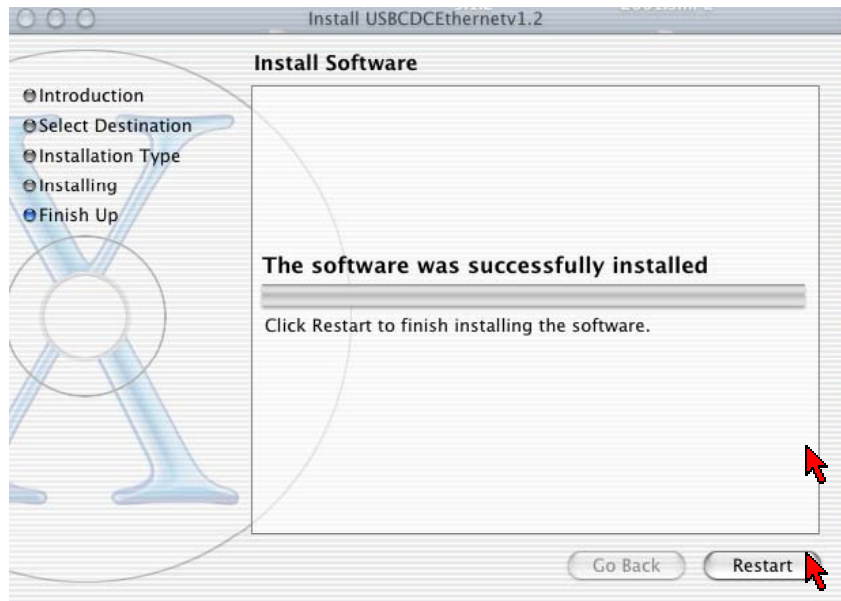 Install USBCDCEthernetv1.2
Install Software
Introduction
Select Destination
Installation Type
Installing
Finish Up
The software was successfully installed
Click Restart to finish installing the software.
Go Back
Restart